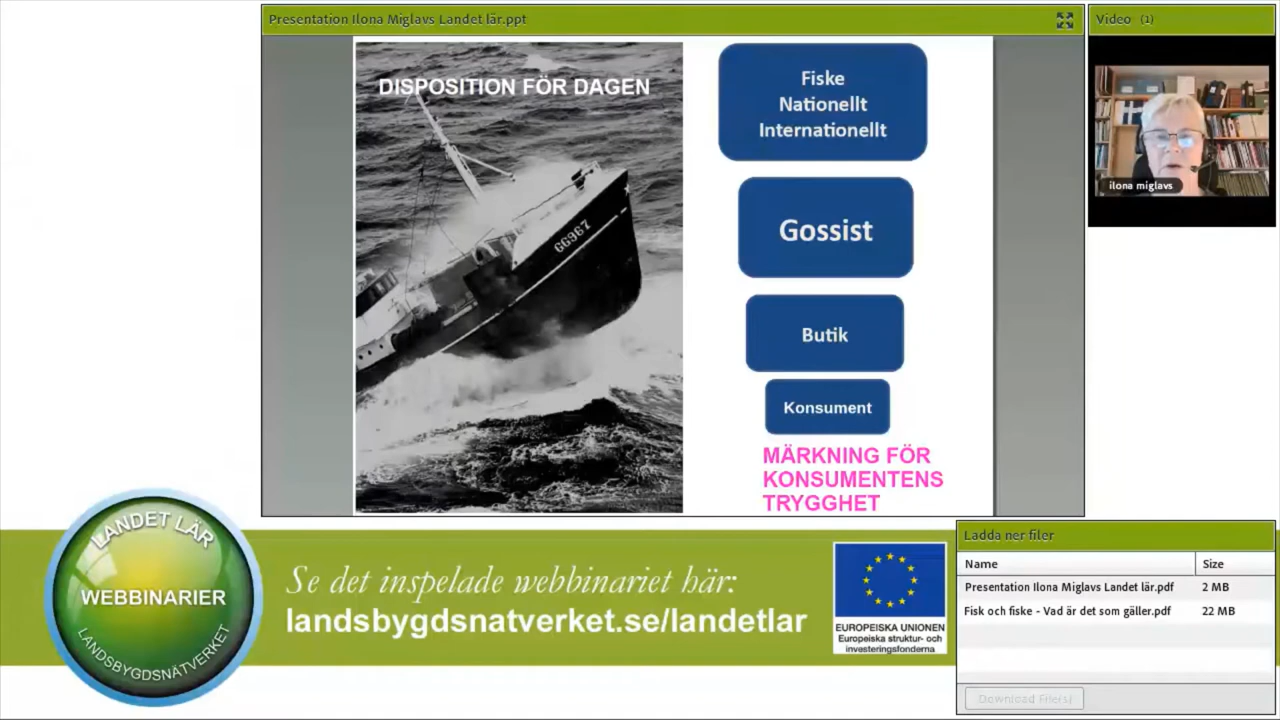 Presentation Ilona Miglavs Landet lär.ppt
Video (1)
DISPOSITION FÖR DAGEN
GG967
Fiske
Nationellt
Internationellt
Gossist
Butik
Konsument
MÄRKNING FÖR
KONSUMENTENS
TRYGGHET
ilona miglavs
LANDET LÄR
WEBBINARIER
LANDSBYGDSNÄTVERKET
Se det inspelade webbinariet här:
landsbygdsnatverket.se/landetlar
EUROPEISKA UNIONEN
Europeiska struktur- och
investeringsfonderna
Ladda ner filer
Name Size
Presentation Ilona Miglavs Landet lär.pdf 2 MB
Fisk och fiske - Vad är det som gäller.pdf 22 MB
Download File(s)